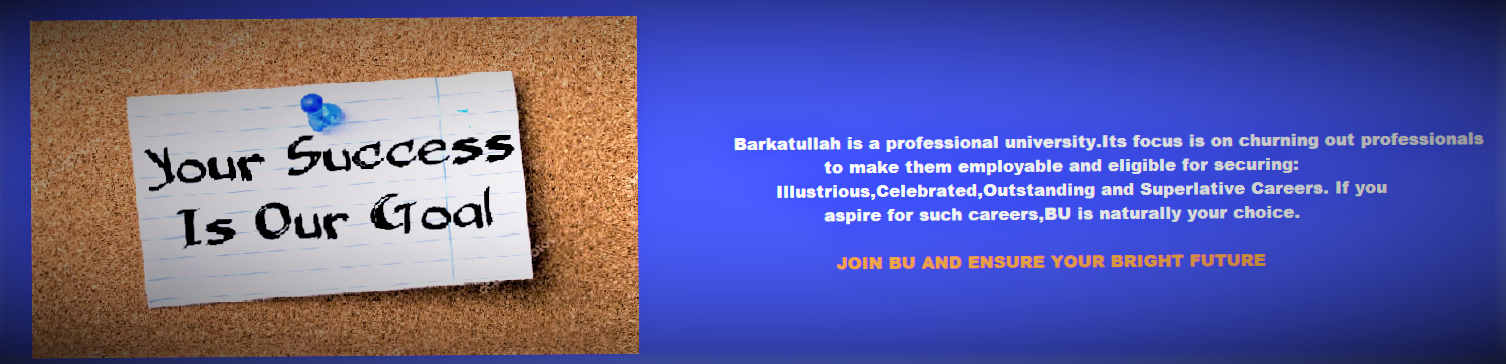 Your Success
Is Our Goal
Barkatullah is a professional university.Its focus is on churning out professionals
to make them employable and eligible for securing:
Illustrious,Celebrated,Outstanding and Superlative Careers. If you
aspire for such careers,BU is naturally your choice.
JOIN BU AND ENSURE YOUR BRIGHT FUTURE